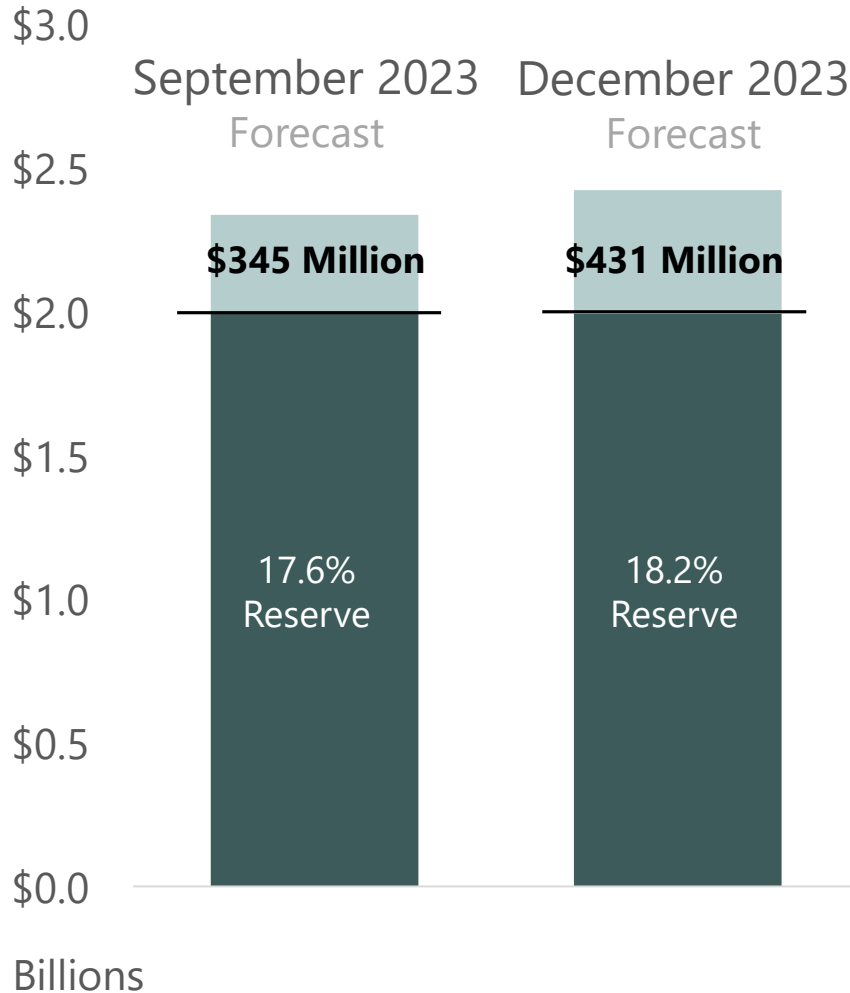 $3.0
September 2023
Forecast
December 2023
Forecast
$2.5
$345 Million
$431 Million
$2.0
$1.5
17.6%
Reserve
18.2%
Reserve
$1.0
$0.5
$0.0
Billions